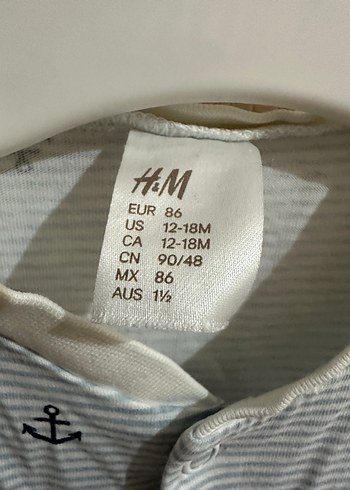 H&M
EUR 86
US 12-18M
CA 12-18M
CN 90/48
MX 86
AUS 1½